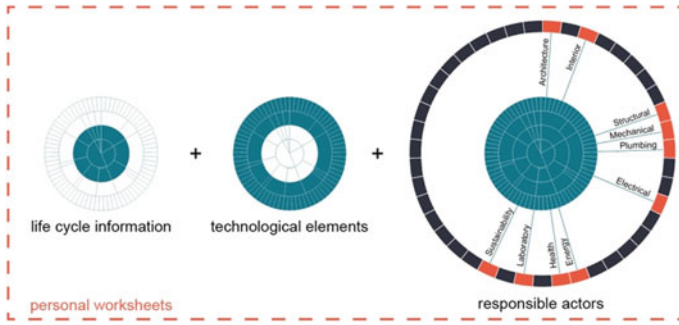 Architecture
Interior
Structural
Mechanical
Plumbing
Electrical
Sustainability
Laboratory
Health
Energy
+
+
life cycle information
technological elements
personal worksheets
responsible actors